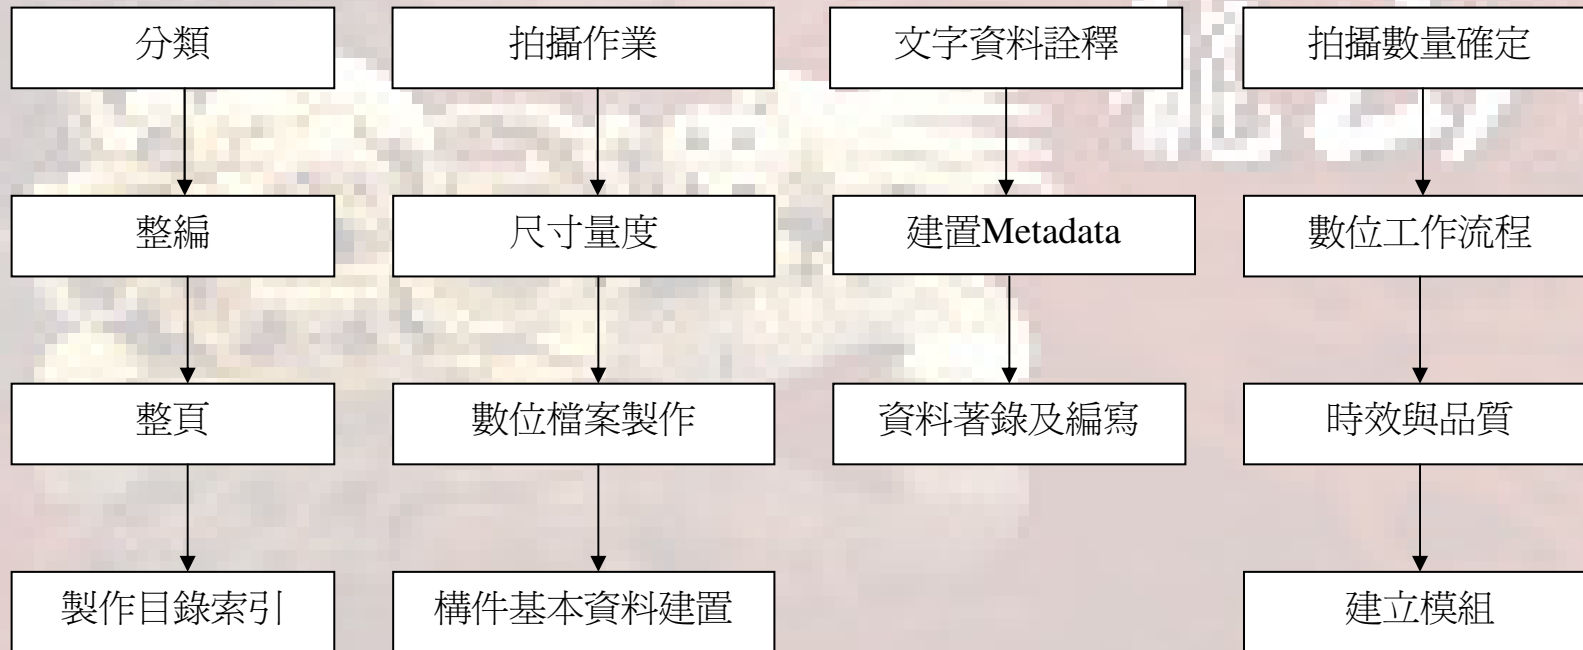 分類
拍攝作業
文字資料詮釋
拍攝數量確定
整編
尺寸量度
建置Metadata
數位工作流程
整頁
數位檔案製作
資料著錄及編寫
時效與品質
製作目錄索引
構件基本資料建置
建立模組